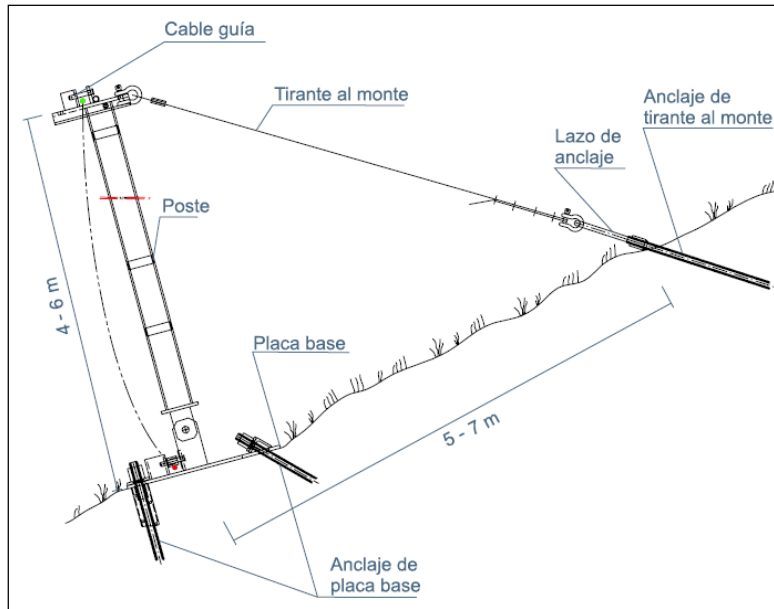 Cable guía
Tirante al monte
Anclaje de
tirante al monte
Lazo de
anclaje
Poste
4 - 6 m
Placa base
5 - 7 m
Anclaje de
placa base